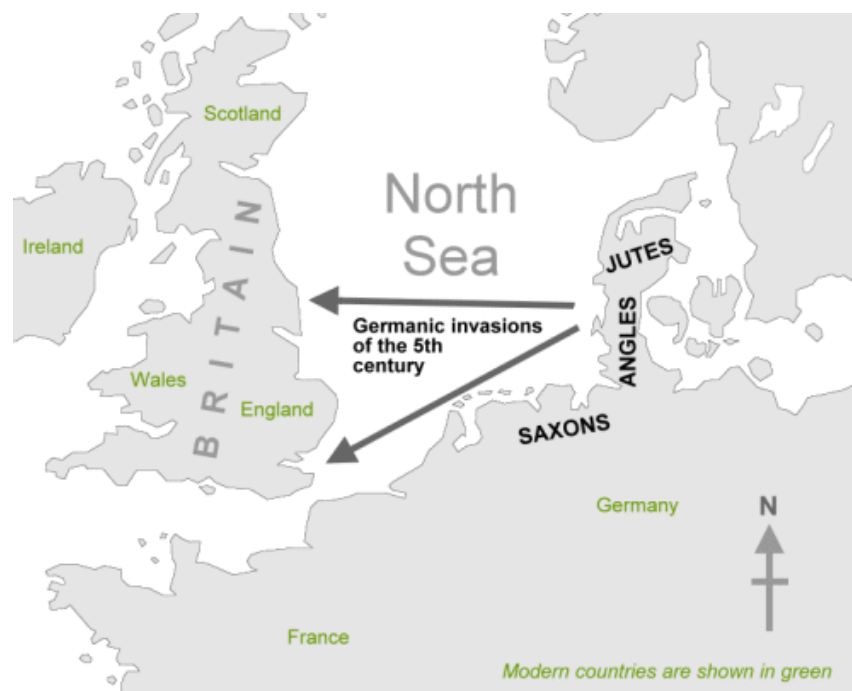 Scotland
North
Sea
Ireland
BRITAIN
JUTES
Germanic invasions
of the 5th
century
ANGLES
Wales
England
SAXONS
Germany
N
France
Modern countries are shown in green